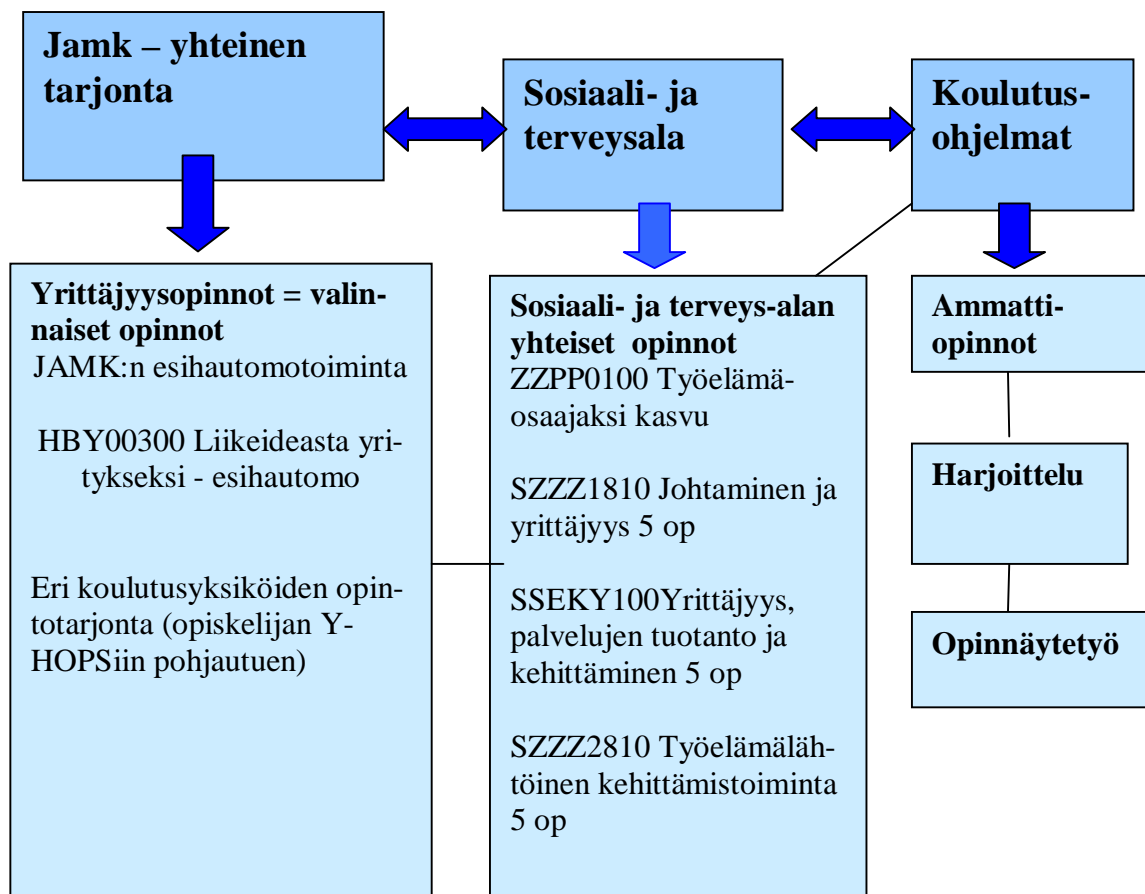 Jamk – yhteinen
tarjonta
Sosiaali- ja
terveysala
Koulutus-
ohjelmat
Yrittäjyysopinnot = valin-
naiset opinnot
JAMK:n esihautomotoiminta
HBY00300 Liikeideasta yri-
tykseksi - esihautomo
Eri koulutusyksiköiden opin-
totarjonta (opiskelijan Y-
HOPSiin pohjautuen)
Sosiaali- ja terveys-alan
yhteiset opinnot
ZZPP0100 Työelämä-
osaajaksi kasvu
SZZZ1810 Johtaminen ja
yrittäjyys 5 op
SSEKY100Yrittäjyys,
palvelujen tuotanto ja
kehittäminen 5 op
SZZZ2810 Työelämäläh-
töinen kehittämistoiminta
5 op
Ammatti-
opinnot
Harjoittelu
Opinnäytetyö